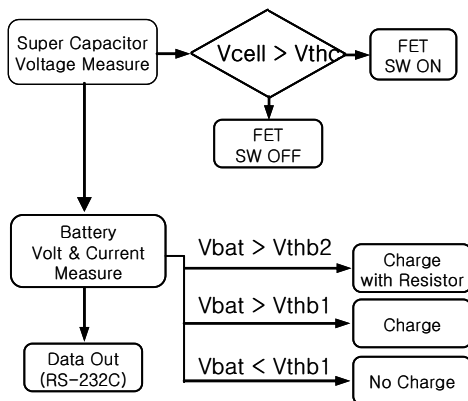 Super Capacitor
Voltage Measure
Vcell > Vthc
FET
SW ON
FET
SW OFF
Battery
Volt & Current
Measure
Vbat > Vthb2
Charge
with Resistor
Vbat > Vthb1
Charge
Vbat < Vthb1
No Charge
Data Out
(RS-232C)